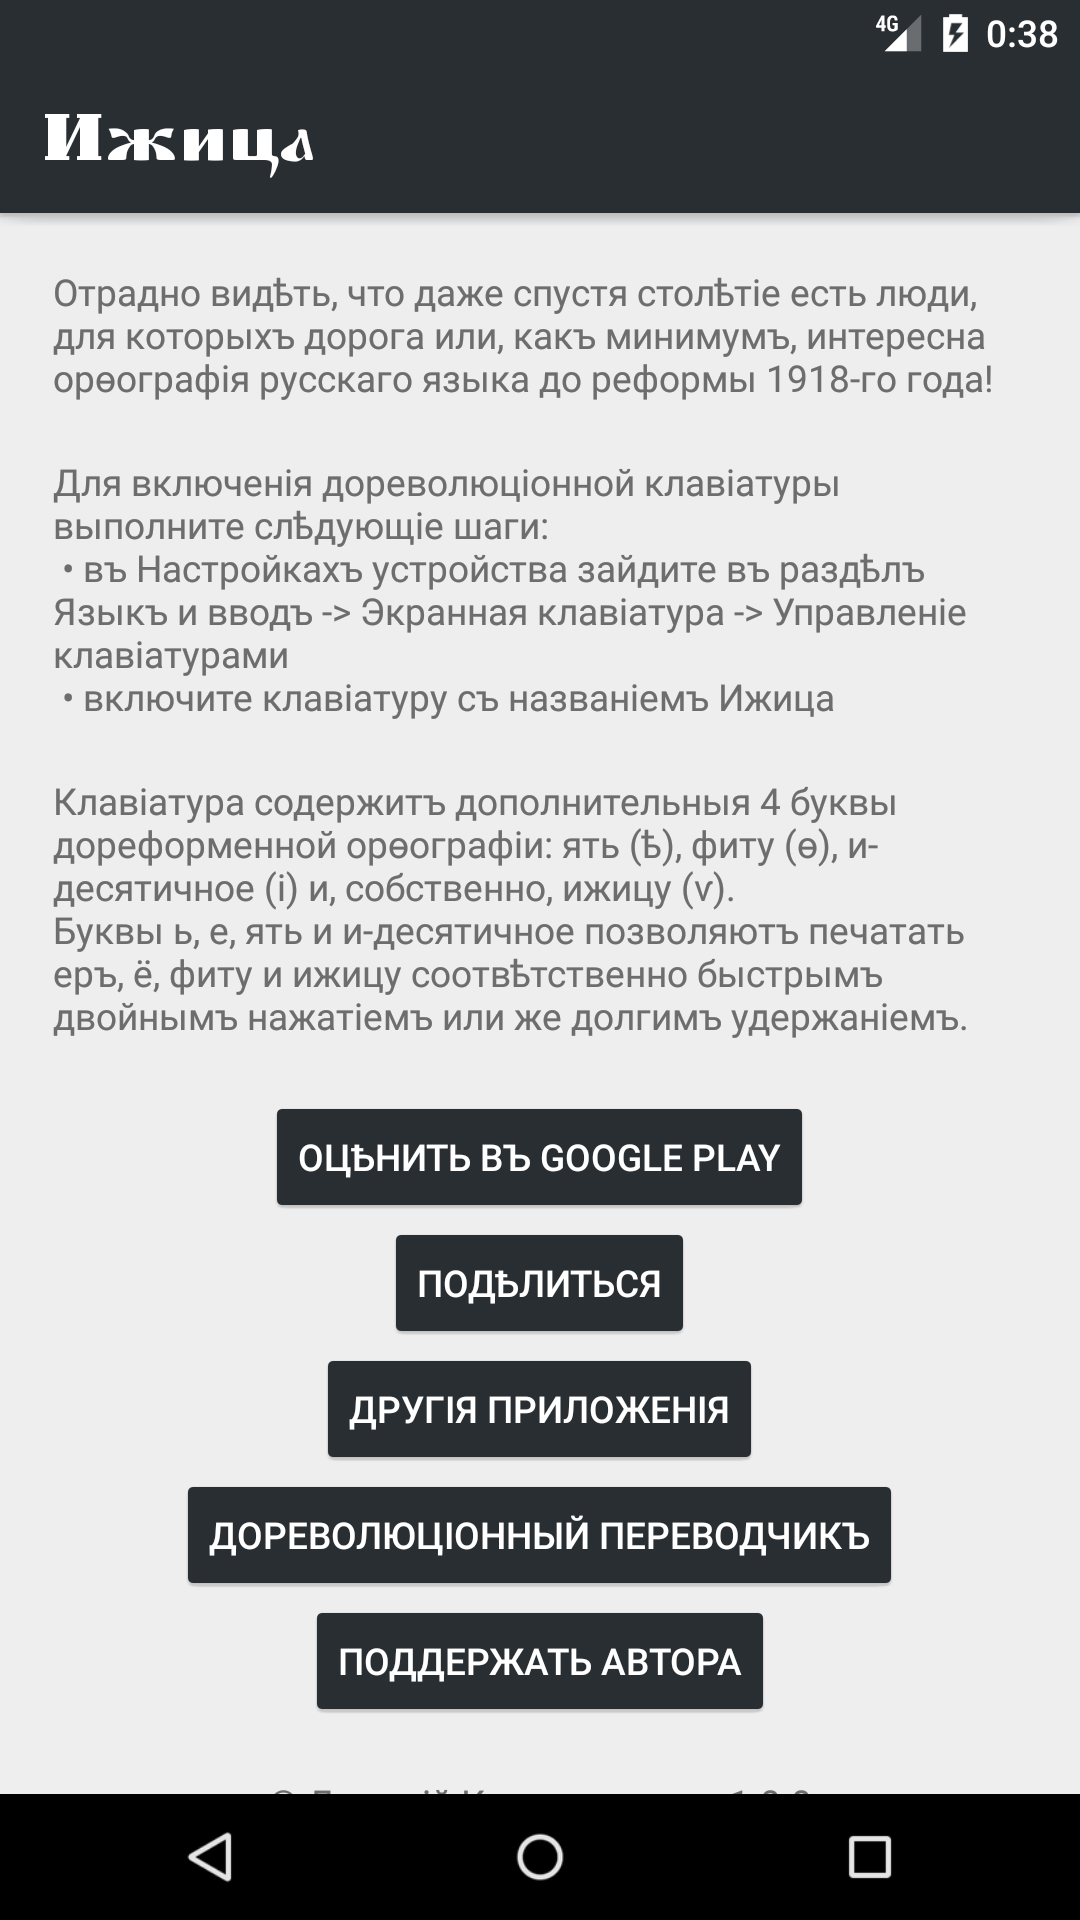 4G 0:38
Ижица
Отрадно видѣть, что даже спустя столѣтіе есть люди,
для которыхъ дорога или, какъ минимумъ, интересна
орѳографія русскаго языка до реформы 1918-го года!
Для включенія дореволюціонной клавіатуры
выполните слѣдующіе шаги:
• въ Настройкахъ устройства зайдите въ раздѣлъ
Языкъ и вводъ -> Экранная клавіатура -> Управленіе
клавіатурами
• включите клавіатуру съ названіемъ Ижица
Клавіатура содержитъ дополнительныя 4 буквы
дореформенной орѳографіи: ять (ѣ), фиту (ѳ), и-
десятичное (і) и, собственно, ижицу (ѵ).
Буквы ь, е, ять и и-десятичное позволяютъ печатать
еръ, ё, фиту и ижицу соотвѣтственно быстрымъ
двойнымъ нажатіемъ или же долгимъ удержаніемъ.
ОЦѢНИТЬ ВЪ GOOGLE PLAY
ПОДѢЛИТЬСЯ
ДРУГІЯ ПРИЛОЖЕНІЯ
ДОРЕВОЛЮЦІОННЫЙ ПЕРЕВОДЧИКЪ
ПОДДЕРЖАТЬ АВТОРА